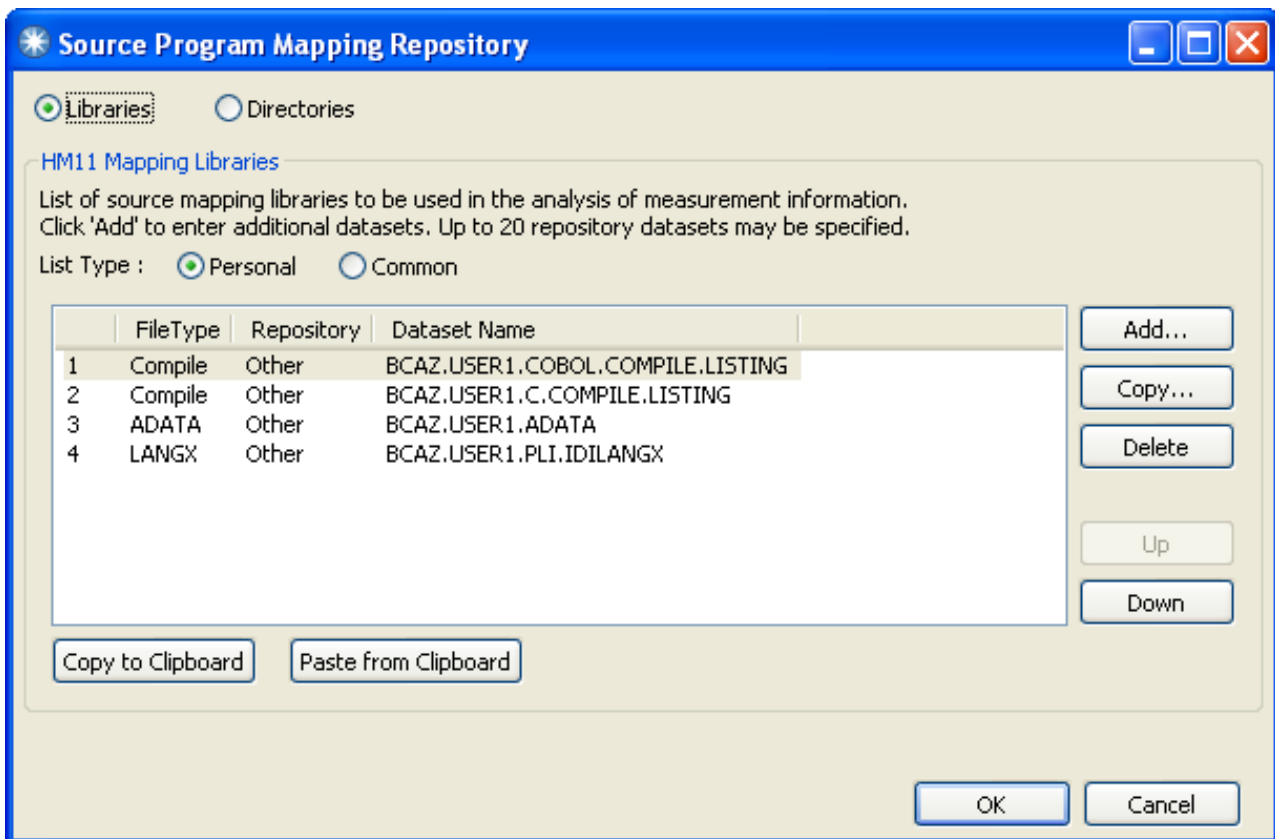 Source Program Mapping Repository
Libraries Directories
HM11 Mapping Libraries
List of source mapping libraries to be used in the analysis of measurement information.
Click 'Add' to enter additional datasets. Up to 20 repository datasets may be specified.
List Type : Personal Common
FileType Repository Dataset Name
1 Compile Other BCAZ.USER1.COBOL.COMPILE.LISTING
2 Compile Other BCAZ.USER1.C.COMPILE.LISTING
3 ADATA Other BCAZ.USER1.ADATA
4 LANGX Other BCAZ.USER1.PLI.IDILANGX
Add...
Copy...
Delete
Up
Down
Copy to Clipboard Paste from Clipboard
OK Cancel